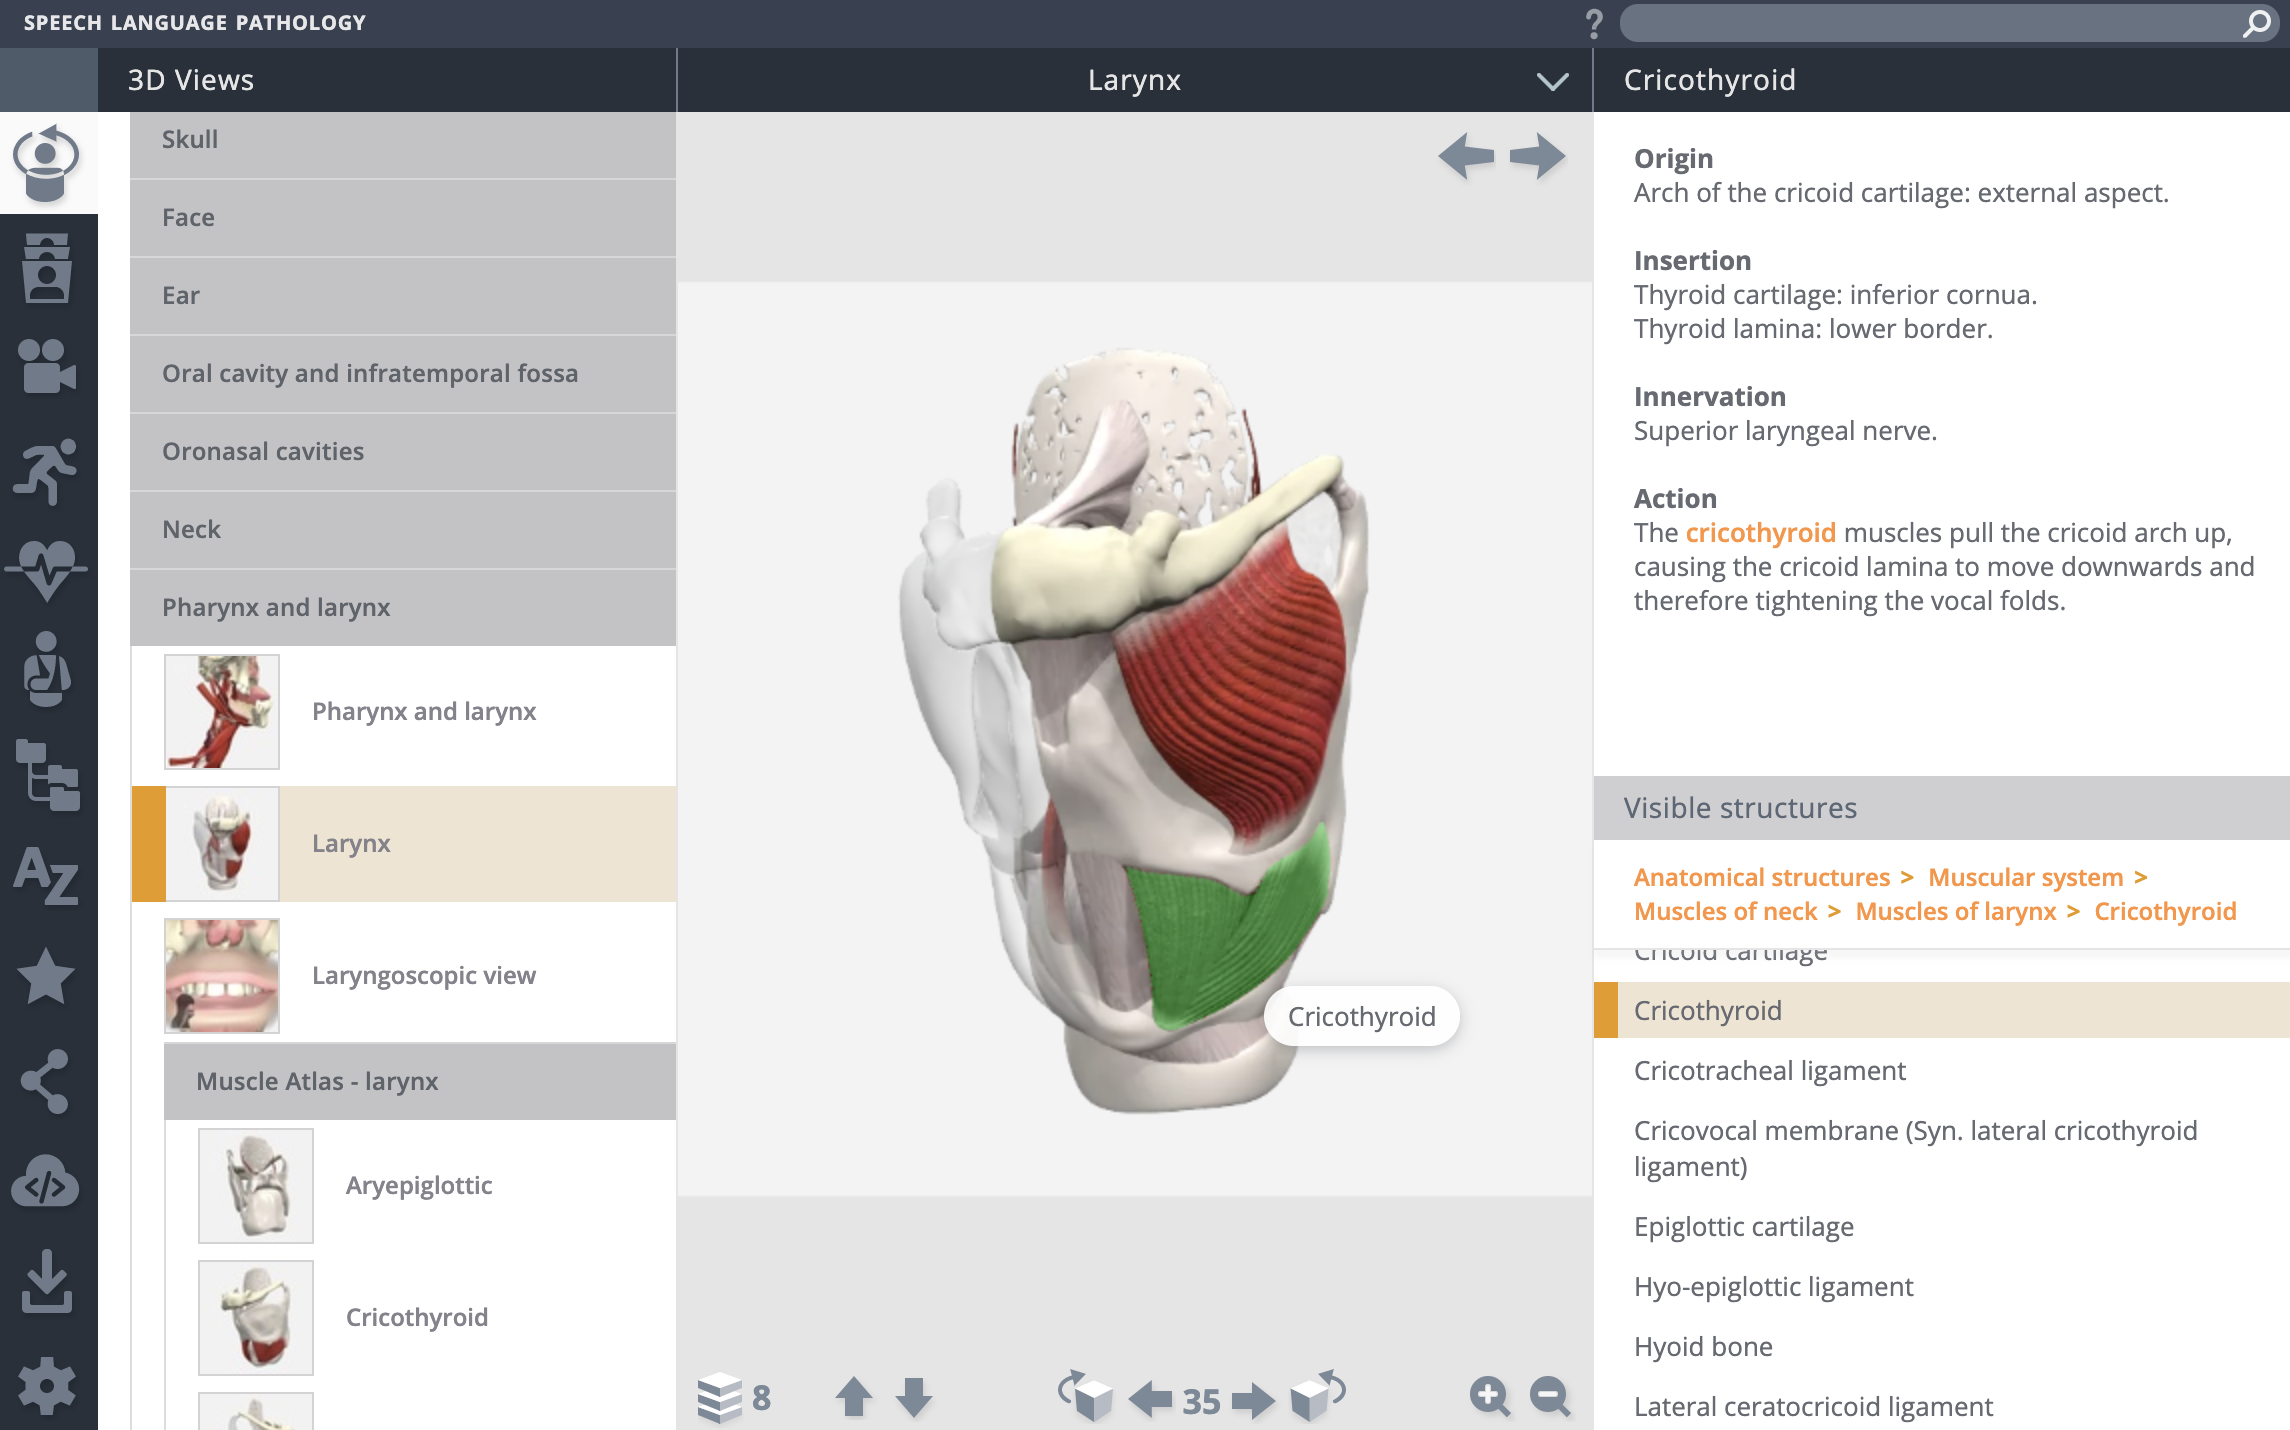 SPEECH LANGUAGE PATHOLOGY
?
3D Views
Larynx
Cricothyroid
Skull
Face
Ear
Oral cavity and infratemporal fossa
Oronasal cavities
Neck
Pharynx and larynx
Pharynx and larynx
Larynx
Laryngoscopic view
Muscle Atlas - larynx
Aryepiglottic
Cricothyroid
AZ
Cricothyroid
8
35
Origin
Arch of the cricoid cartilage: external aspect.
Insertion
Thyroid cartilage: inferior cornua.
Thyroid lamina: lower border.
Innervation
Superior laryngeal nerve.
Action
The cricothyroid muscles pull the cricoid arch up,
causing the cricoid lamina to move downwards and
therefore tightening the vocal folds.
Visible structures
Anatomical structures > Muscular system >
Muscles of neck > Muscles of larynx > Cricothyroid
Cricoid cartilage
Cricothyroid
Cricotracheal ligament
Cricovocal membrane (Syn. lateral cricothyroid
ligament)
Epiglottic cartilage
Hyo-epiglottic ligament
Hyoid bone
Lateral ceratocricoid ligament